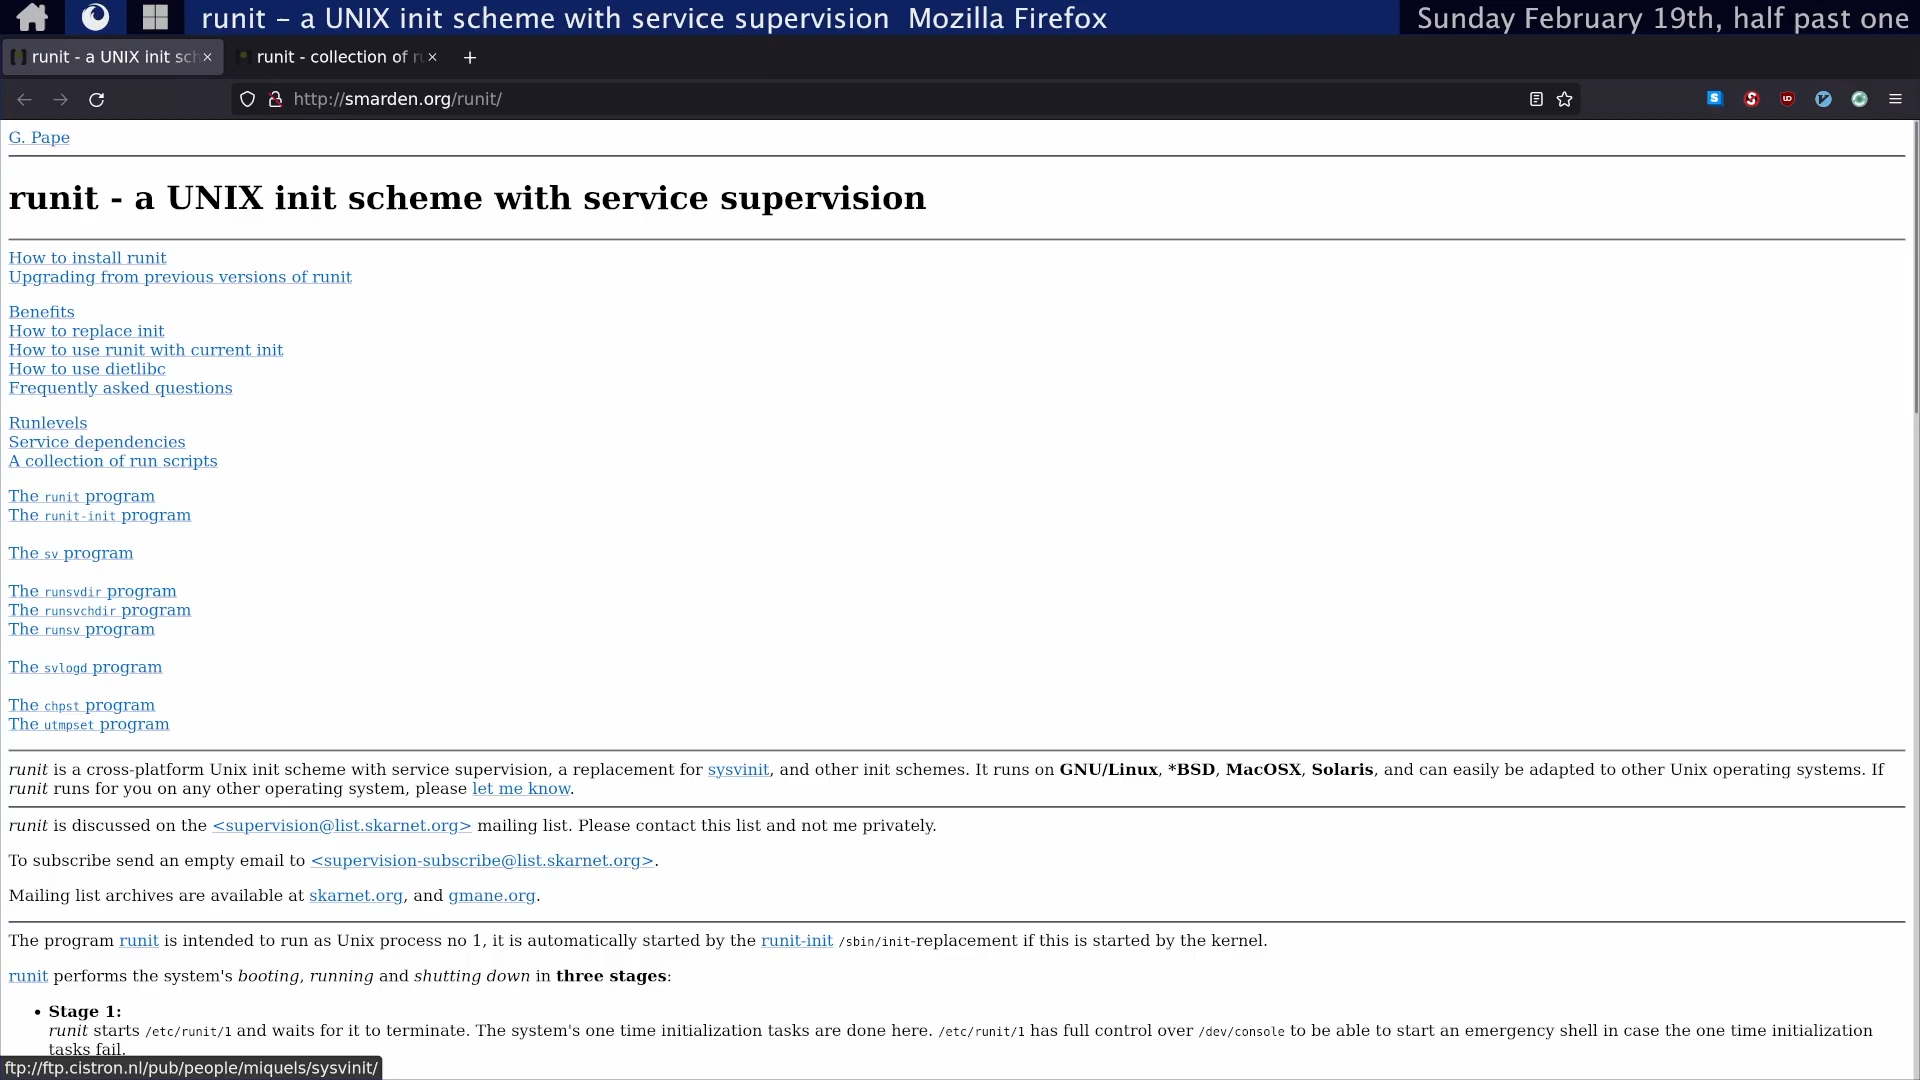 runit – a UNIX init scheme with service supervision  Mozilla Firefox
Sunday February 19th, half past one
runit - a UNIX init sch
runit - collection of ru
http://smarden.org/runit/
G. Pape
runit - a UNIX init scheme with service supervision
How to install runit
Upgrading from previous versions of runit
Benefits
How to replace init
How to use runit with current init
How to use dietlibc
Frequently asked questions
Runlevels
Service dependencies
A collection of run scripts
The runit program
The runit-init program
The sv program
The runsvdir program
The runsvchdir program
The runsv program
The svlogd program
The chpst program
The utmpset program
runit is a cross-platform Unix init scheme with service supervision, a replacement for sysvinit, and other init schemes. It runs on GNU/Linux, *BSD, MacOSX, Solaris, and can easily be adapted to other Unix operating systems. If
runit runs for you on any other operating system, please let me know.
runit is discussed on the <supervision@list.skarnet.org> mailing list. Please contact this list and not me privately.
To subscribe send an empty email to <supervision-subscribe@list.skarnet.org>.
Mailing list archives are available at skarnet.org, and gmane.org.
The program runit is intended to run as Unix process no 1, it is automatically started by the runit-init /sbin/init-replacement if this is started by the kernel.
runit performs the system's booting, running and shutting down in three stages:
• Stage 1:
runit starts /etc/runit/1 and waits for it to terminate. The system's one time initialization tasks are done here. /etc/runit/1 has full control over /dev/console to be able to start an emergency shell in case the one time initialization
tasks fail.
ftp://ftp.cistron.nl/pub/people/miquels/sysvinit/